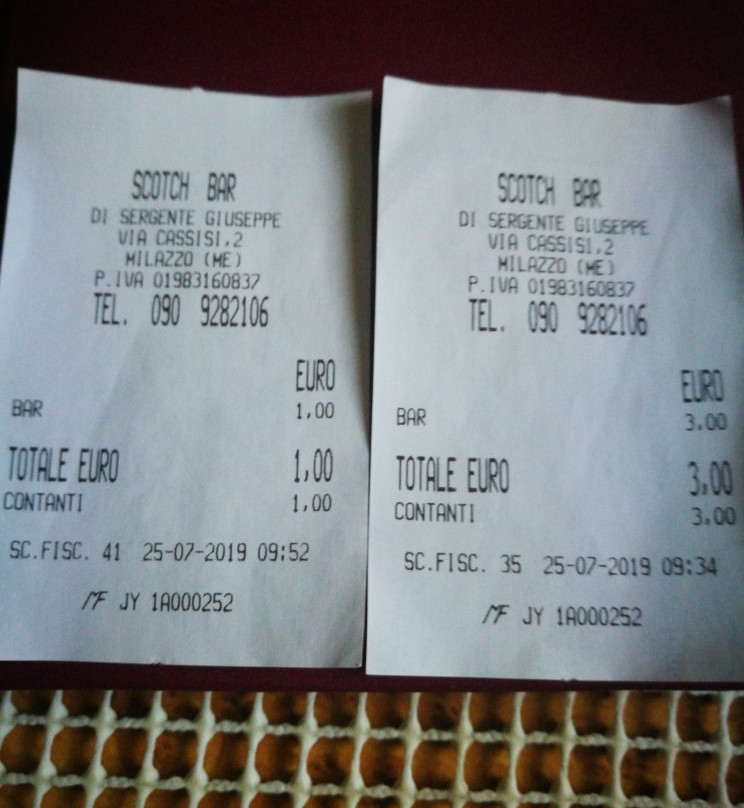 SCOTCH BAR
DI SERGENTE GIUSEPPE
VIA CASSISI,2
MILAZZO (ME)
P.IVA 01983160837
TEL. 090 9282106
EURO
BAR 1,00
TOTALE EURO 1,00
CONTANTI 1,00
SC.FISC. 41 25-07-2019 09:52
MF JY 1A000252
SCOTCH BAR
DI SERGENTE GIUSEPPE
VIA CASSISI,2
MILAZZO (ME)
P.IVA 01983160837
TEL. 090 9282106
EURO
BAR 3,00
TOTALE EURO 3,00
CONTANTI 3,00
SC.FISC. 35 25-07-2019 09:34
MF JY 1A000252